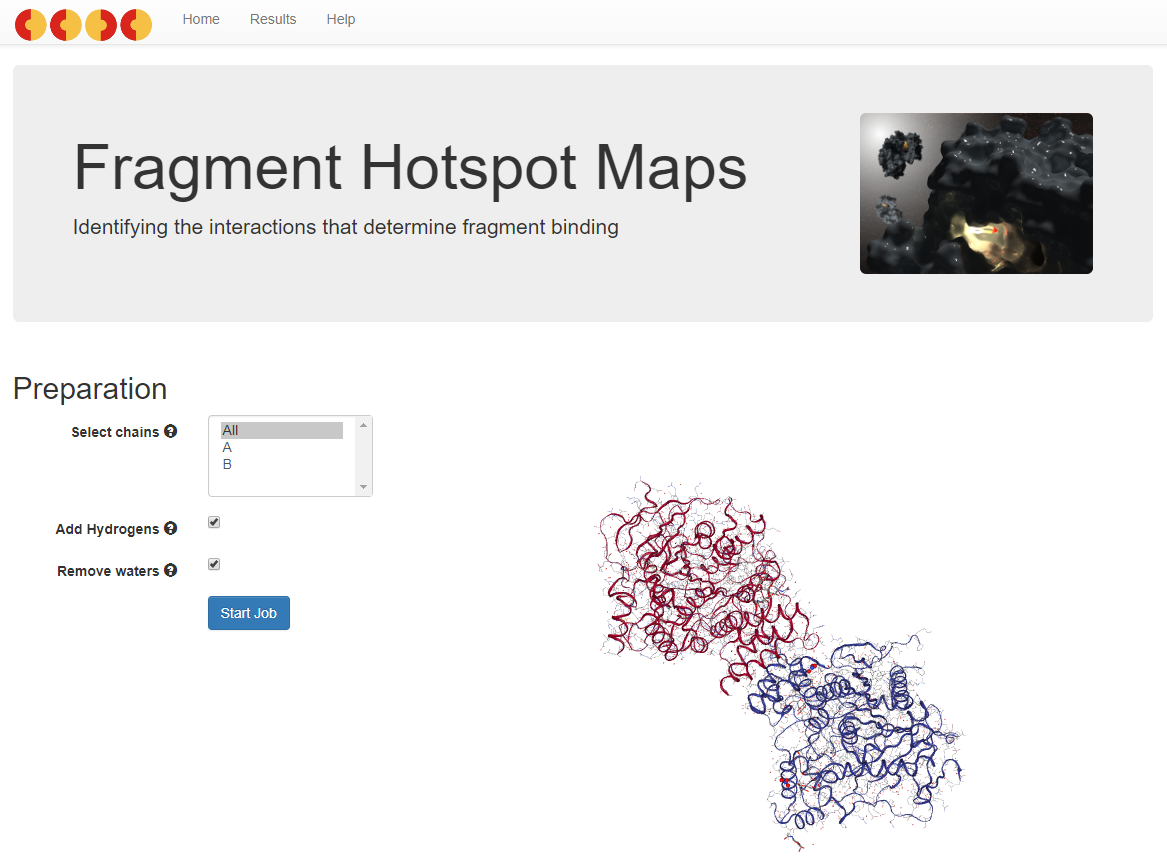 Home Results Help
Fragment Hotspot Maps
Identifying the interactions that determine fragment binding
Preparation
Select chains ?
All
A
B
Add Hydrogens ?
Remove waters ?
Start Job